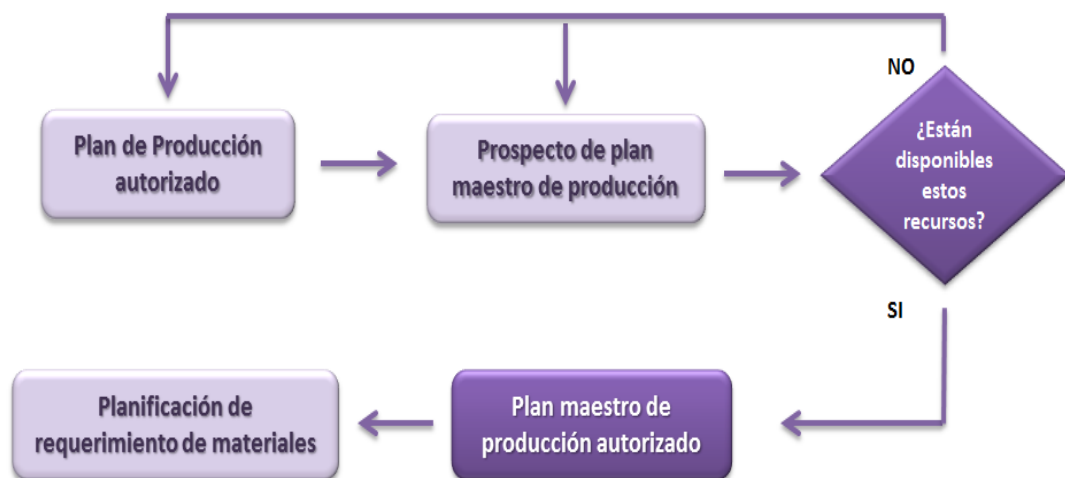 NO
Plan de Producción
autorizado
Prospecto de plan
maestro de producción
¿Están
disponibles
estos
recursos?
SI
Planificación de
requerimiento de materiales
Plan maestro de
producción autorizado